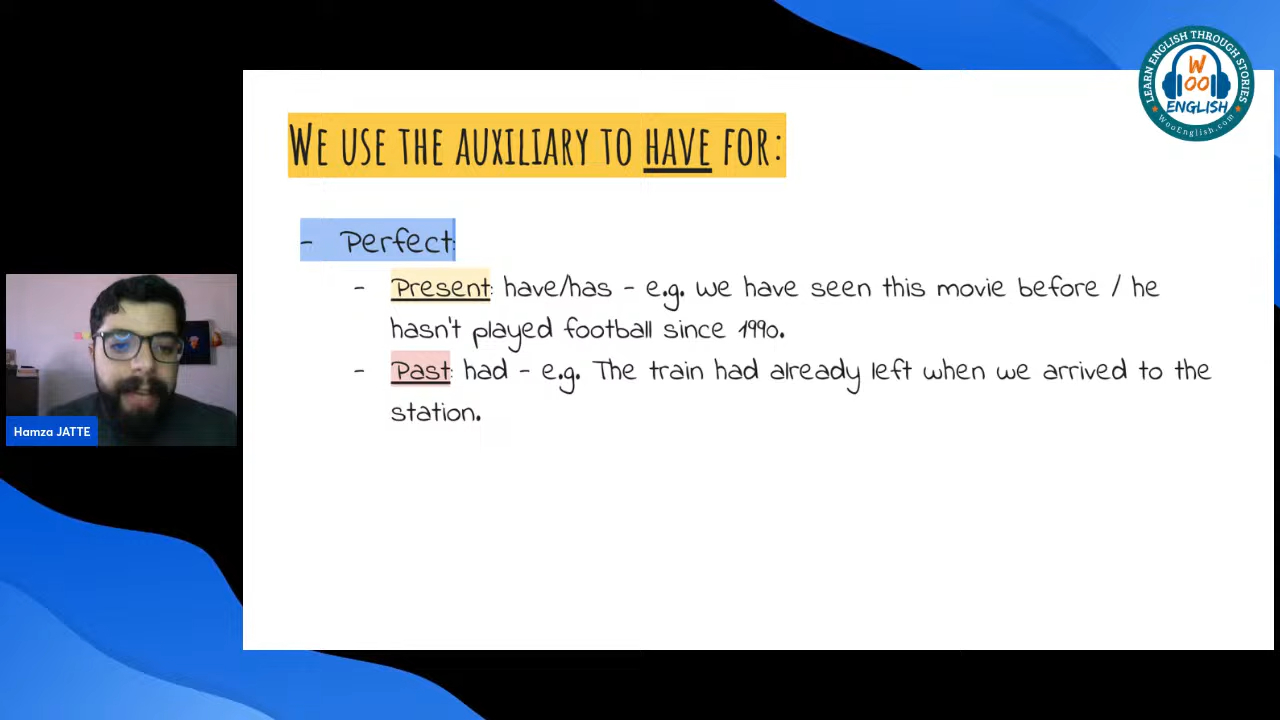 LEARN ENGLISH THROUGH STORIES
WOO
ENGLISH
WooEnglish.com
WE USE THE AUXILIARY TO HAVE FOR:
- Perfect:
- Present: have/has - e.g. we have seen this movie before / he
hasn't played football since 1990.
- Past: had - e.g. The train had already left when we arrived to the
station.
Hamza JATTE